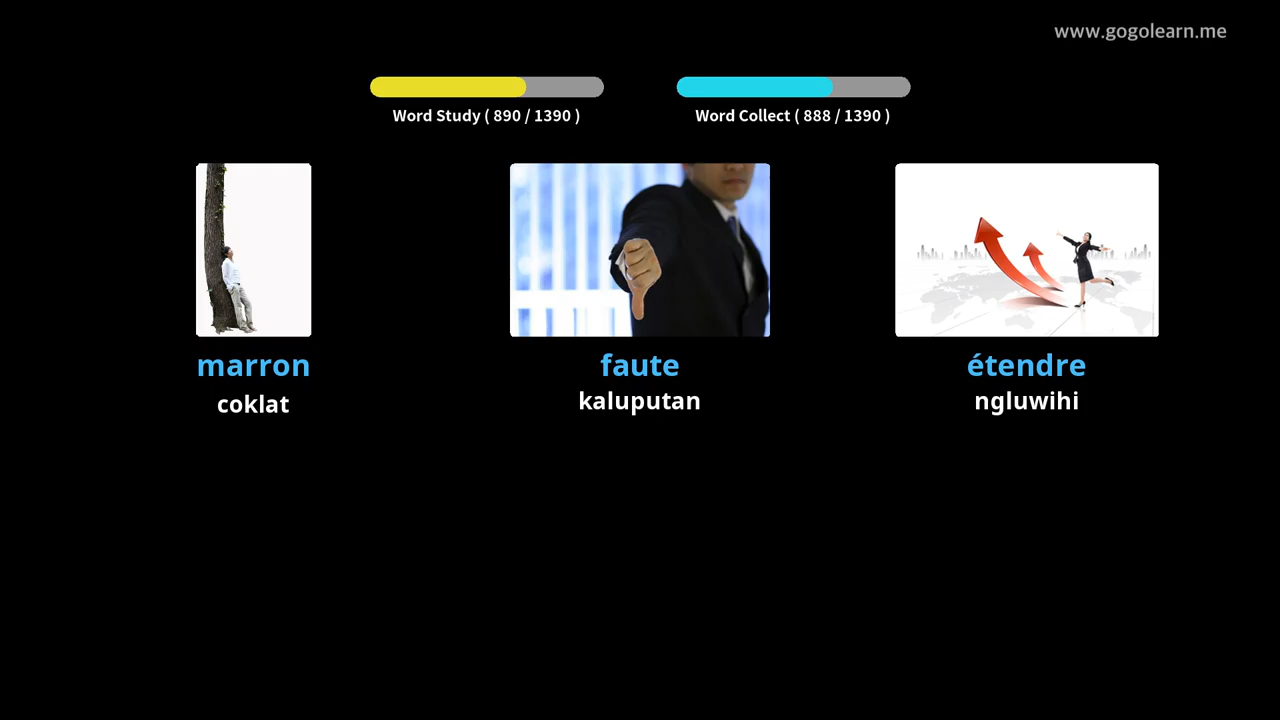 www.gogolearn.me
Word Study ( 890 / 1390 )
Word Collect ( 888 / 1390 )
marron
coklat
faute
kaluputan
étendre
ngluwihi